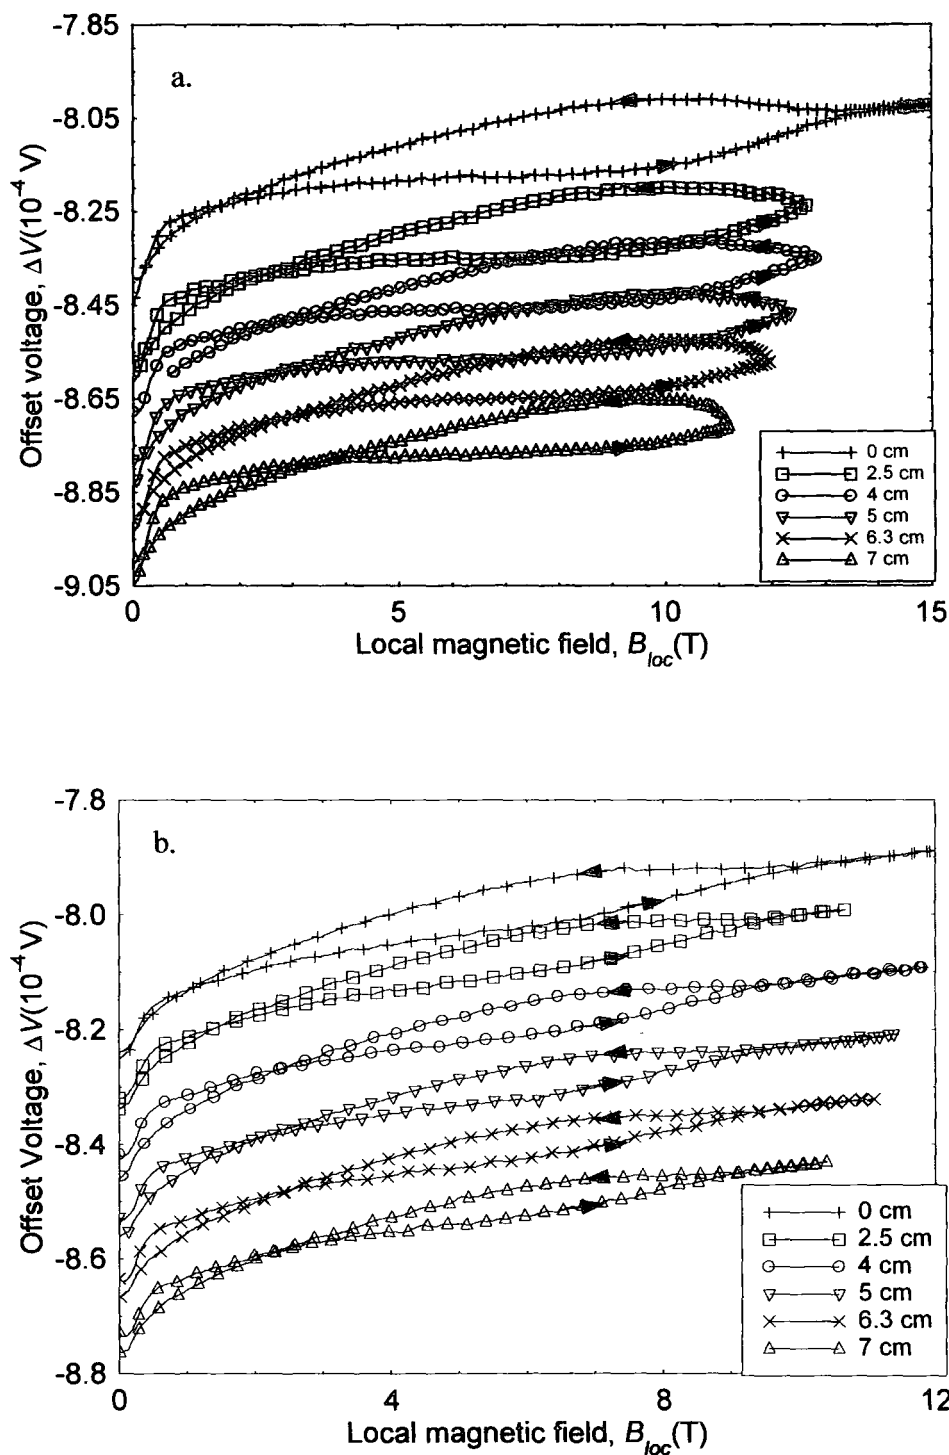 a.
Offset voltage, ΔV(10⁻⁴ V)
-7.85
-8.05
-8.25
-8.45
-8.65
-8.85
-9.05
0 cm
2.5 cm
4 cm
5 cm
6.3 cm
7 cm
0 5 10 15
Local magnetic field, B_loc(T)
b.
Offset Voltage, ΔV(10⁻⁴ V)
-7.8
-8.0
-8.2
-8.4
-8.6
-8.8
0 cm
2.5 cm
4 cm
5 cm
6.3 cm
7 cm
0 4 8 12
Local magnetic field, B_loc(T)